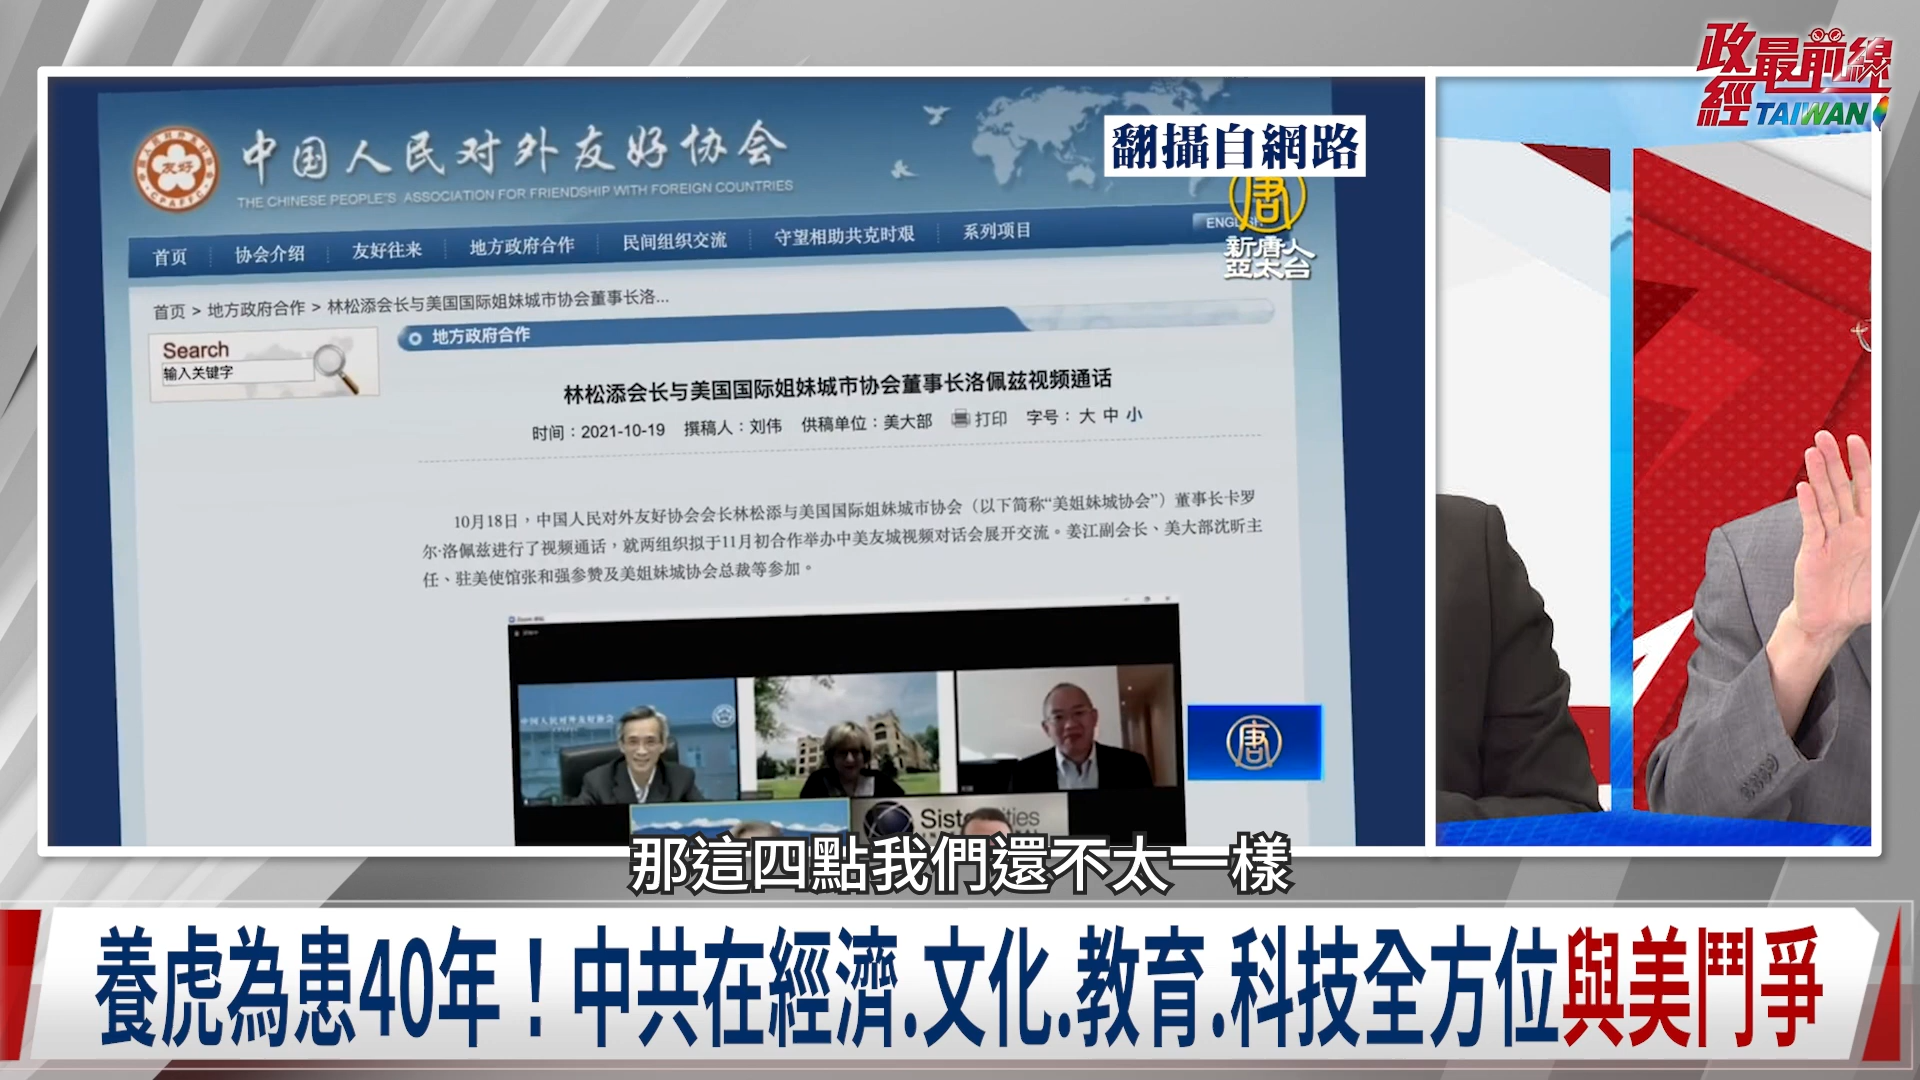 政經最前線
TAIWAN
翻攝自網路
友好
CPAFFC
中国人民对外友好协会
THE CHINESE PEOPLE'S ASSOCIATION FOR FRIENDSHIP WITH FOREIGN COUNTRIES
唐
新唐人
亞太台
首页 协会介绍 友好往来 地方政府合作 民间组织交流 守望相助共克时艰 系列项目
首页 > 地方政府合作 > 林松添会长与美国国际姐妹城市协会董事长洛...
Search
输入关键字
地方政府合作
林松添会长与美国国际姐妹城市协会董事长洛佩兹视频通话
时间：2021-10-19 撰稿人：刘伟 供稿单位：美大部 打印 字号：大 中 小
10月18日，中国人民对外友好协会会长林松添与美国国际姐妹城市协会（以下简称“美姐妹城协会”）董事长卡罗
尔·洛佩兹进行了视频通话，就两组织拟于11月初合作举办中美友城视频对话会展开交流。姜江副会长、美大部沈昕主
任、驻美使馆张和强参赞及美姐妹城协会总裁等参加。
中国人民对外友好协会
唐
那這四點我們還不太一樣
養虎為患40年！中共在經濟.文化.教育.科技全方位與美鬥爭